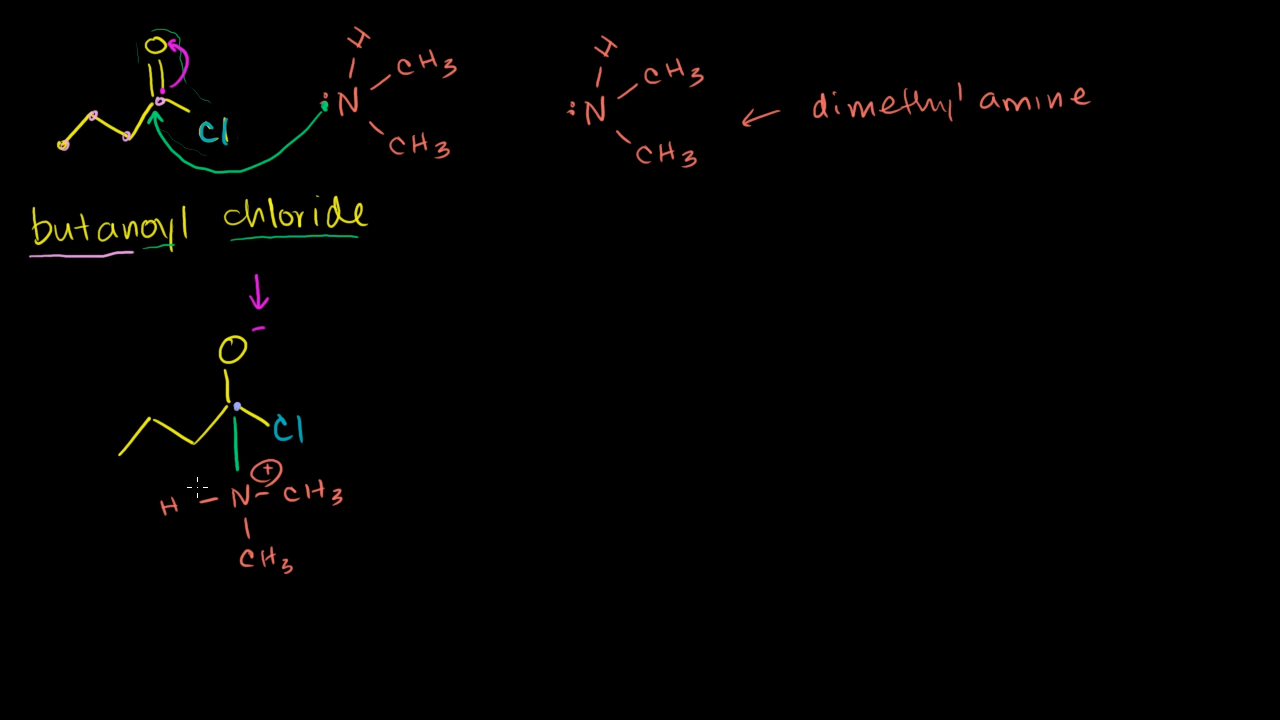 O
Cl
:N
H
CH3
CH3
:N
H
CH3
CH3
← dimethyl amine
butanoyl chloride
↓
O-
Cl
H - N+ - CH3
CH3